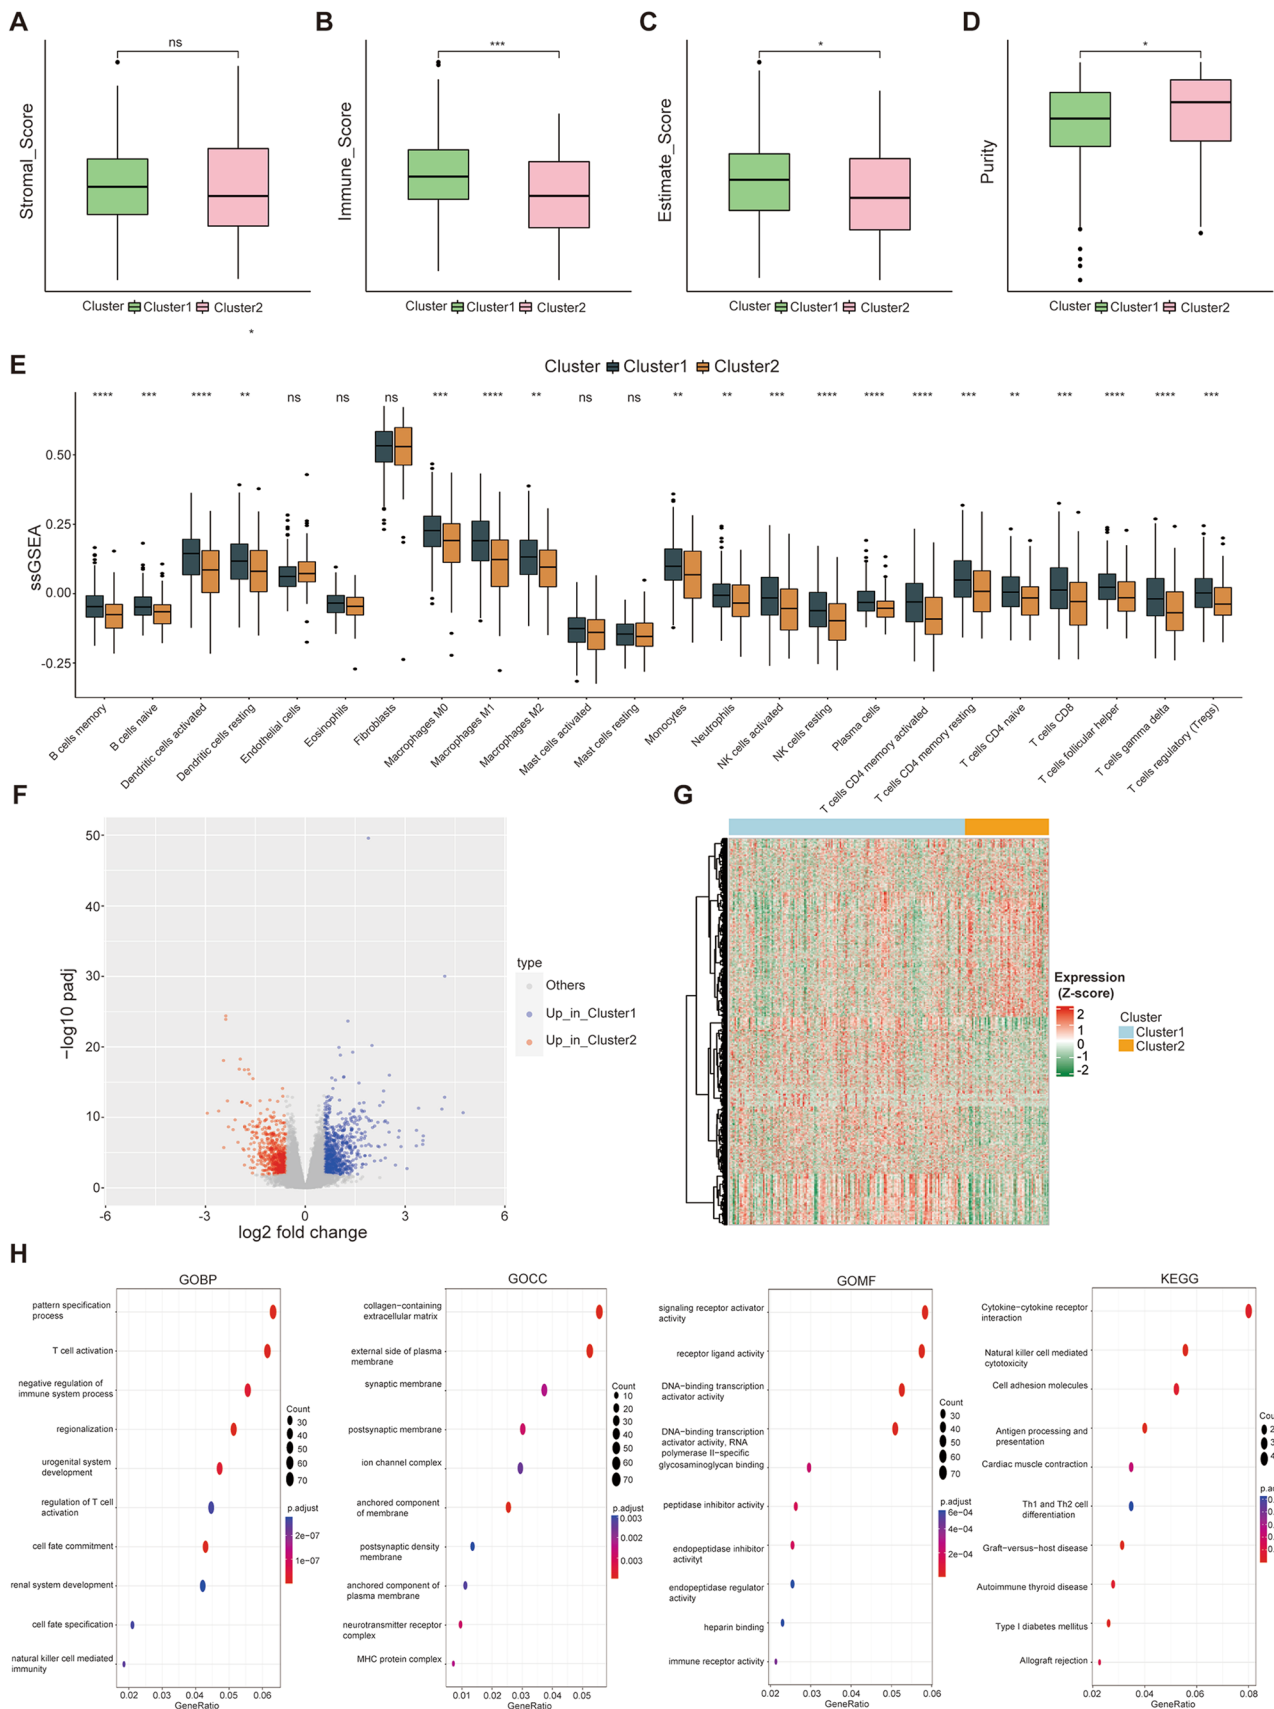 A
B
C
D
ns
***
*
*
Stromal_Score
Immune_Score
Estimate_Score
Purity
Cluster Cluster1 Cluster2
Cluster Cluster1 Cluster2
Cluster Cluster1 Cluster2
Cluster Cluster1 Cluster2
*
E
Cluster Cluster1 Cluster2
**** *** **** ** ns ns ns *** **** ** ns ns ** ** *** **** **** **** *** ** *** **** **** ***
ssGSEA
0.50
0.25
0.00
-0.25
B cells memory
B cells naive
Dendritic cells activated
Dendritic cells resting
Endothelial cells
Eosinophils
Fibroblasts
Macrophages M0
Macrophages M1
Macrophages M2
Mast cells activated
Mast cells resting
Monocytes
Neutrophils
NK cells activated
NK cells resting
Plasma cells
T cells CD4 memory activated
T cells CD4 memory resting
T cells CD4 naive
T cells CD8
T cells follicular helper
T cells gamma delta
T cells regulatory (Tregs)
F
−log10 padj
50
40
30
20
10
0
-6 -3 0 3 6
log2 fold change
type
Others
Up_in_Cluster1
Up_in_Cluster2
G
Expression
(Z-score)
2
1
0
-1
-2
Cluster
Cluster1
Cluster2
H
GOBP
pattern specification
process
T cell activation
negative regulation of
immune system process
regionalization
urogenital system
development
regulation of T cell
activation
cell fate commitment
renal system development
cell fate specification
natural killer cell mediated
immunity
0.02 0.03 0.04 0.05 0.06
GeneRatio
Count
30
40
50
60
70
p.adjust
2e-07
1e-07
GOCC
collagen−containing
extracellular matrix
external side of plasma
membrane
synaptic membrane
postsynaptic membrane
ion channel complex
anchored component
of membrane
postsynaptic density
membrane
anchored component of
plasma membrane
neurotransmitter receptor
complex
MHC protein complex
0.01 0.02 0.03 0.04 0.05
GeneRatio
Count
10
20
30
40
50
60
70
p.adjust
0.003
0.002
0.003
GOMF
signaling receptor activator
activity
receptor ligand activity
DNA−binding transcription
activator activity
DNA−binding transcription
activator activity, RNA
polymerase II−specific
glycosaminoglycan binding
peptidase inhibitor activity
endopeptidase inhibitor
activityt
endopeptidase regulator
activity
heparin binding
immune receptor activity
0.02 0.03 0.04 0.05 0.06
GeneRatio
Count
30
40
50
60
70
p.adjust
6e−04
4e−04
2e−04
KEGG
Cytokine−cytokine receptor
interaction
Natural killer cell mediated
cytotoxicity
Cell adhesion molecules
Antigen processing and
presentation
Cardiac muscle contraction
Th1 and Th2 cell
differentiation
Graft−versus−host disease
Autoimmune thyroid disease
Type I diabetes mellitus
Allograft rejection
0.02 0.04 0.06 0.08
GeneRatio
Cou
2
3
4
p.a
0.
0.
0.
0.
0.